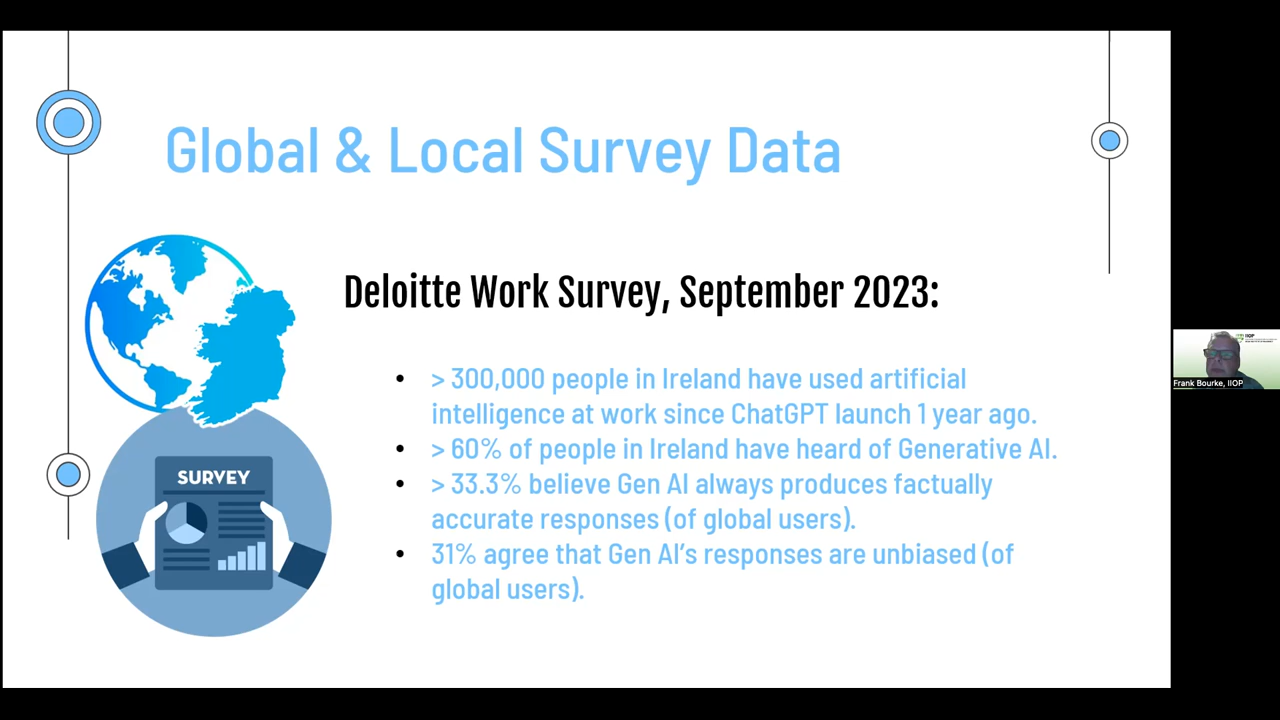 Global & Local Survey Data
Deloitte Work Survey, September 2023:
• > 300,000 people in Ireland have used artificial
intelligence at work since ChatGPT launch 1 year ago.
• > 60% of people in Ireland have heard of Generative AI.
• > 33.3% believe Gen AI always produces factually
accurate responses (of global users).
• 31% agree that Gen AI's responses are unbiased (of
global users).
SURVEY
IIOP
Frank Bourke, IIOP